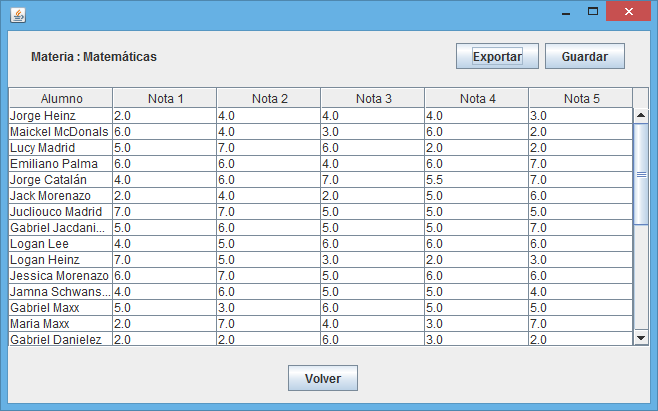 Materia : Matemáticas Exportar Guardar
Alumno Nota 1 Nota 2 Nota 3 Nota 4 Nota 5
Jorge Heinz 2.0 4.0 4.0 4.0 3.0
Maickel McDonals 6.0 4.0 3.0 6.0 2.0
Lucy Madrid 5.0 7.0 6.0 2.0 2.0
Emiliano Palma 6.0 6.0 4.0 6.0 7.0
Jorge Catalán 4.0 6.0 7.0 5.5 7.0
Jack Morenazo 2.0 4.0 2.0 5.0 6.0
Jucliouco Madrid 7.0 7.0 5.0 5.0 5.0
Gabriel Jacdani... 5.0 6.0 5.0 5.0 7.0
Logan Lee 4.0 5.0 6.0 6.0 6.0
Logan Heinz 7.0 5.0 3.0 2.0 3.0
Jessica Morenazo 6.0 7.0 5.0 5.0 7.0
Jamna Schwans... 4.0 6.0 5.0 5.0 4.0
Gabriel Maxx 5.0 3.0 6.0 5.0 4.0
Maria Maxx 2.0 7.0 4.0 3.0 7.0
Gabriel Danielez 2.0 2.0 6.0 3.0 2.0
Volver